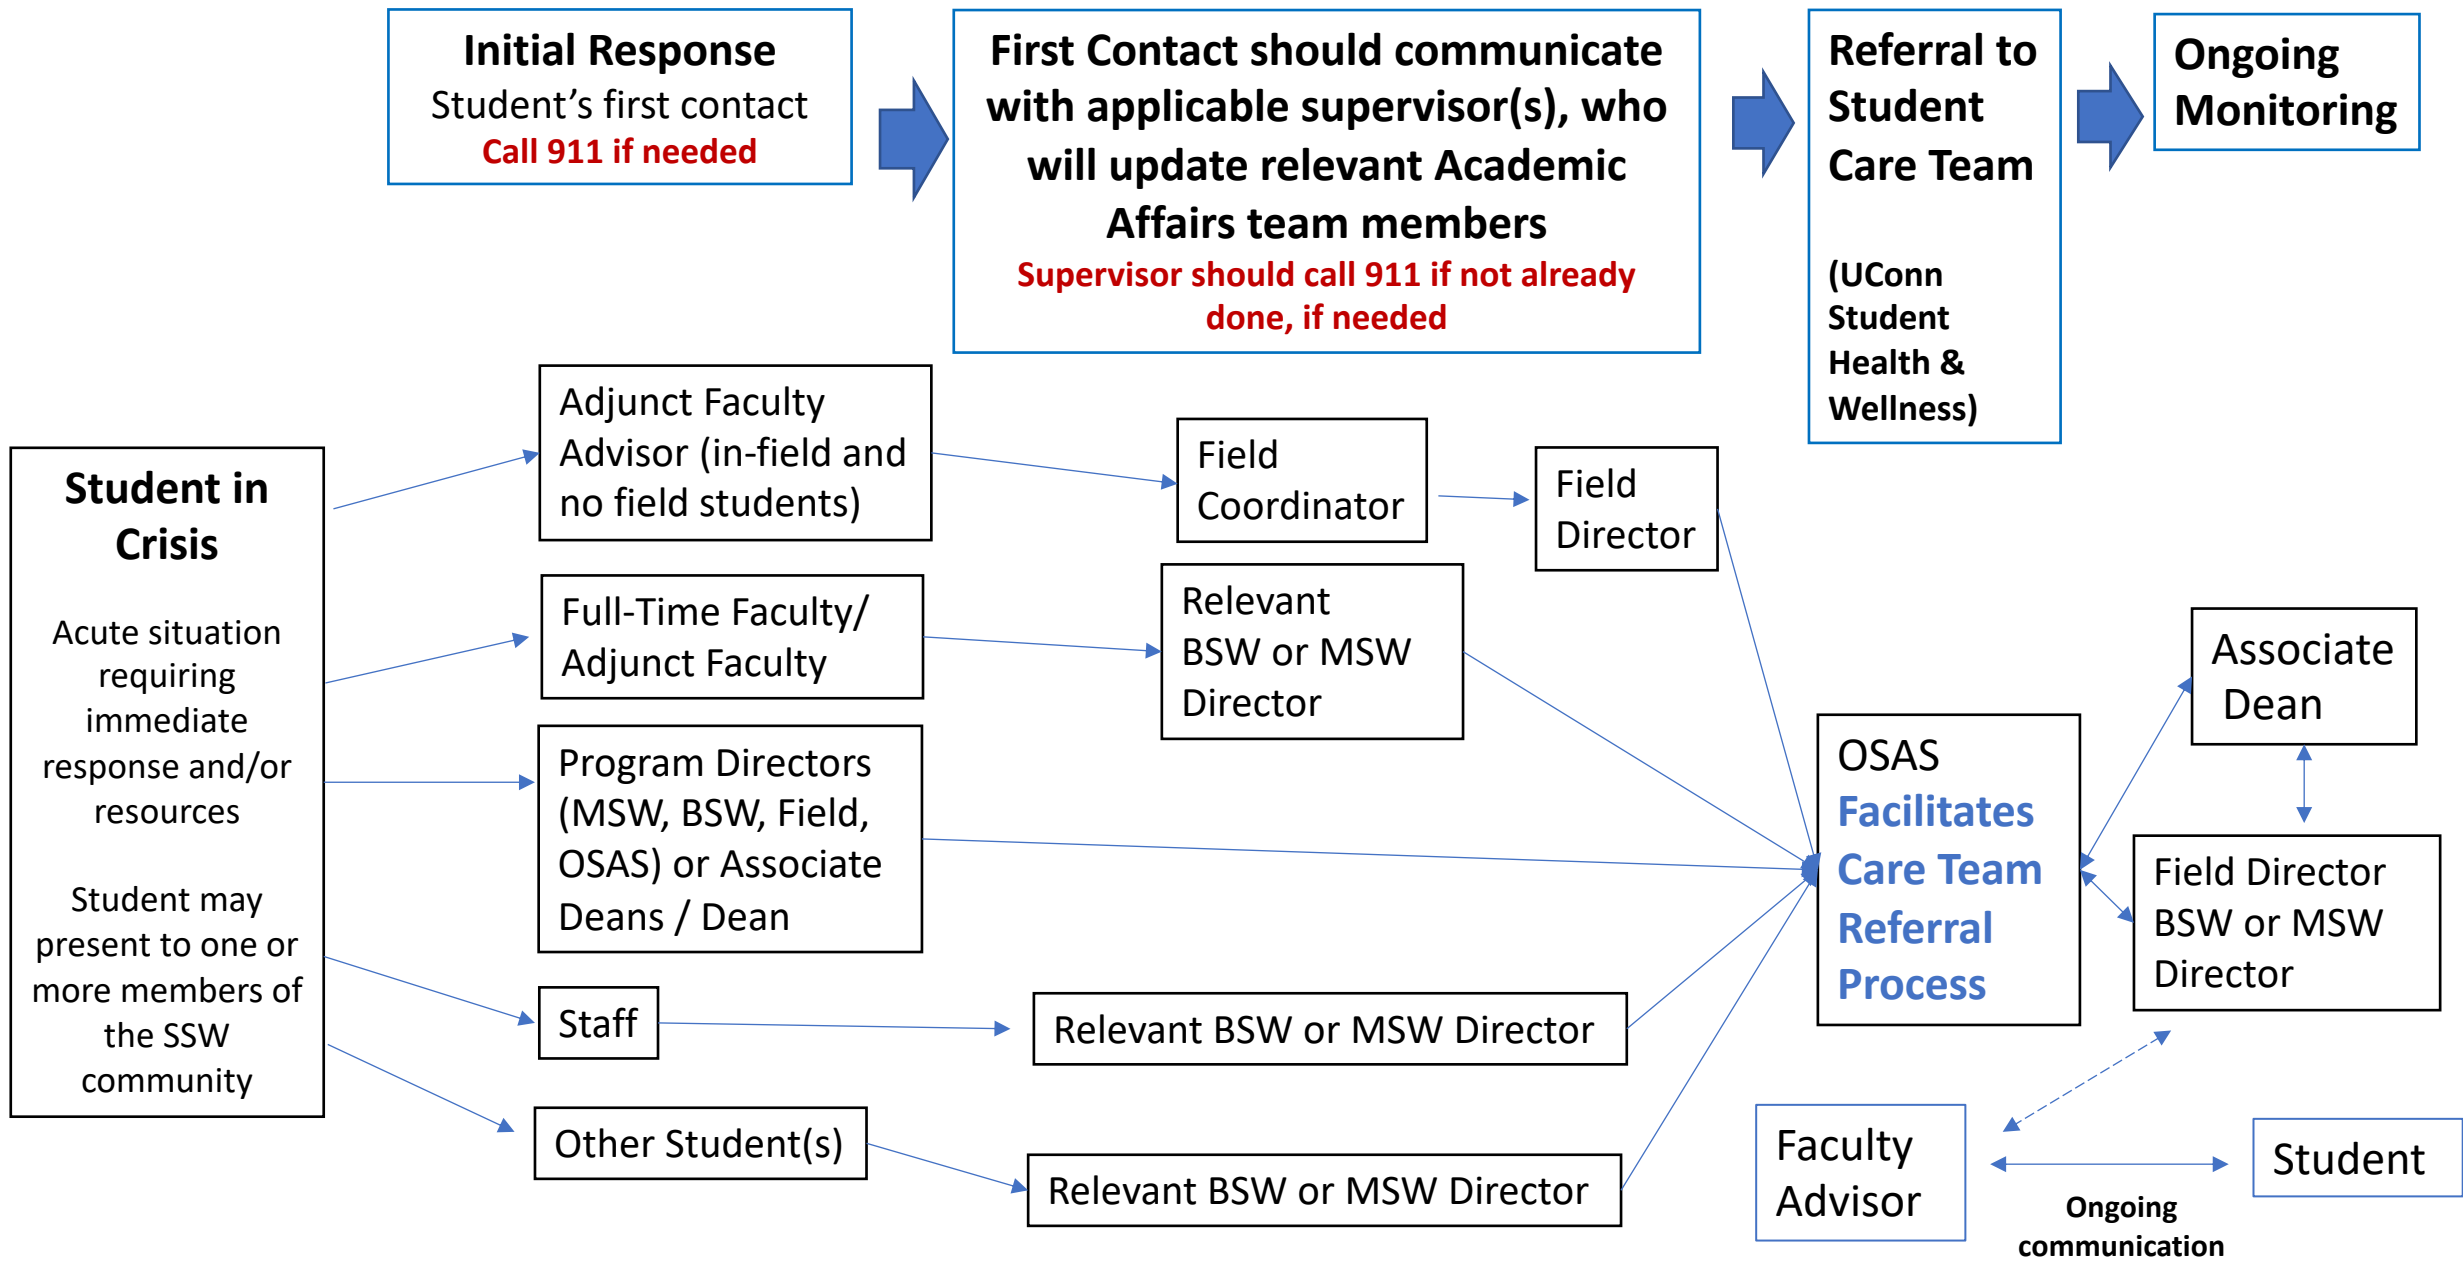 Initial Response
Student’s first contact
Call 911 if needed
First Contact should communicate
with applicable supervisor(s), who
will update relevant Academic
Affairs team members
Supervisor should call 911 if not already
done, if needed
Referral to
Student
Care Team
(UConn
Student
Health &
Wellness)
Ongoing
Monitoring
Student in
Crisis
Acute situation
requiring
immediate
response and/or
resources
Student may
present to one or
more members of
the SSW
community
Adjunct Faculty
Advisor (in-field and
no field students)
Field
Coordinator
Field
Director
Full-Time Faculty/
Adjunct Faculty
Relevant
BSW or MSW
Director
Program Directors
(MSW, BSW, Field,
OSAS) or Associate
Deans / Dean
Staff
Relevant BSW or MSW Director
Other Student(s)
Relevant BSW or MSW Director
OSAS
Facilitates
Care Team
Referral
Process
Associate
Dean
Field Director
BSW or MSW
Director
Faculty
Advisor
Student
Ongoing
communication